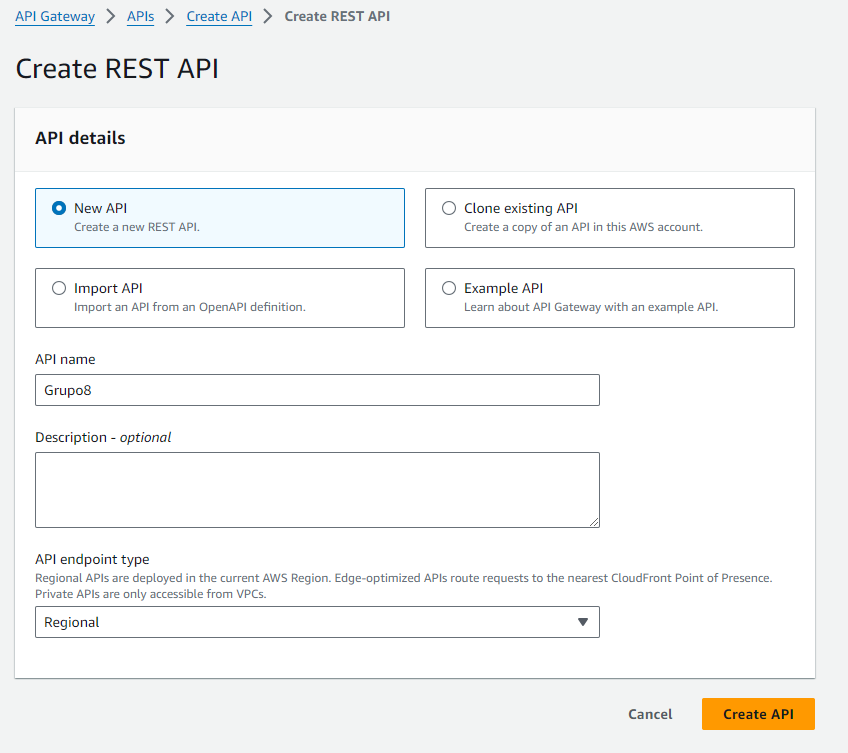 API Gateway > APIs > Create API > Create REST API
Create REST API
API details
New API
Create a new REST API.
Clone existing API
Create a copy of an API in this AWS account.
Import API
Import an API from an OpenAPI definition.
Example API
Learn about API Gateway with an example API.
API name
Grupo8
Description - optional
API endpoint type
Regional APIs are deployed in the current AWS Region. Edge-optimized APIs route requests to the nearest CloudFront Point of Presence.
Private APIs are only accessible from VPCs.
Regional
Cancel
Create API